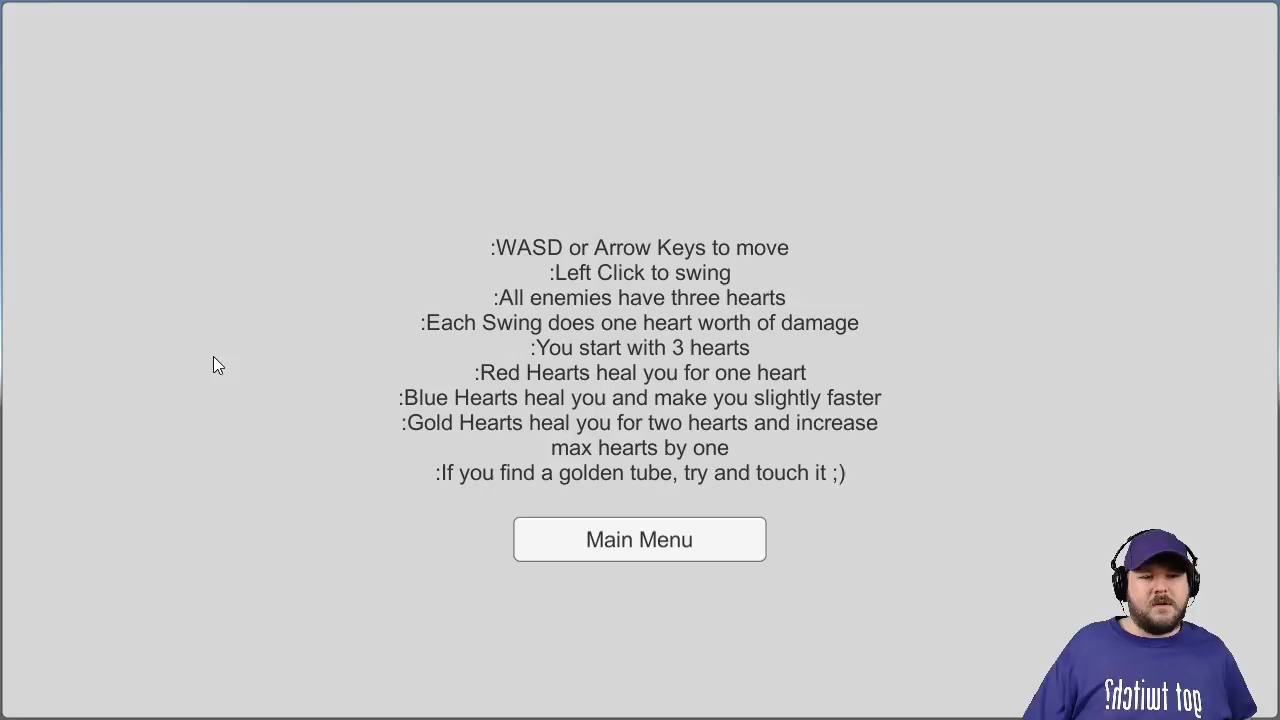 :WASD or Arrow Keys to move
:Left Click to swing
:All enemies have three hearts
:Each Swing does one heart worth of damage
:You start with 3 hearts
:Red Hearts heal you for one heart
:Blue Hearts heal you and make you slightly faster
:Gold Hearts heal you for two hearts and increase
max hearts by one
:If you find a golden tube, try and touch it ;)
Main Menu
got twitch?